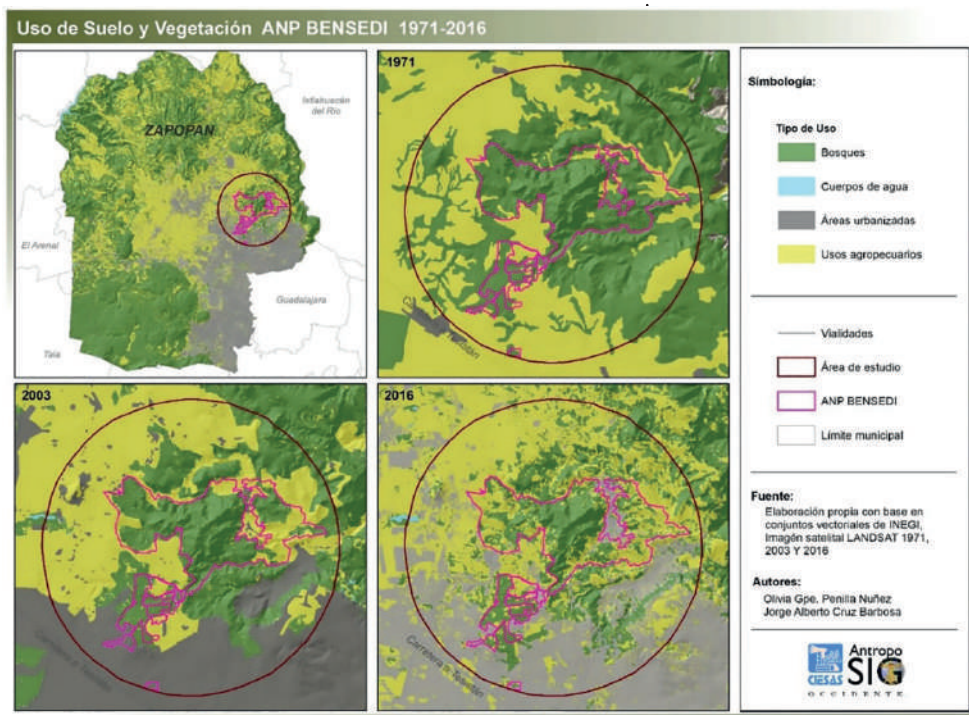 Uso de Suelo y Vegetación ANP BENSEDI 1971-2016
ZAPOPAN
Ixtlahuacán
del Río
El Arenal
Guadalajara
Tala
1971
2003
2016
Carretera a Tesistán
Simbología:
Tipo de Uso
Bosques
Cuerpos de agua
Áreas urbanizadas
Usos agropecuarios
Vialidades
Área de estudio
ANP BENSEDI
Límite municipal
Fuente:
Elaboración propia con base en
conjuntos vectoriales de INEGI,
Imagén satelital LANDSAT 1971,
2003 Y 2016
Autores:
Olivia Gpe. Penilla Nuñez
Jorge Alberto Cruz Barbosa
CIESAS
Antropo
SIG
OCCIDENTE